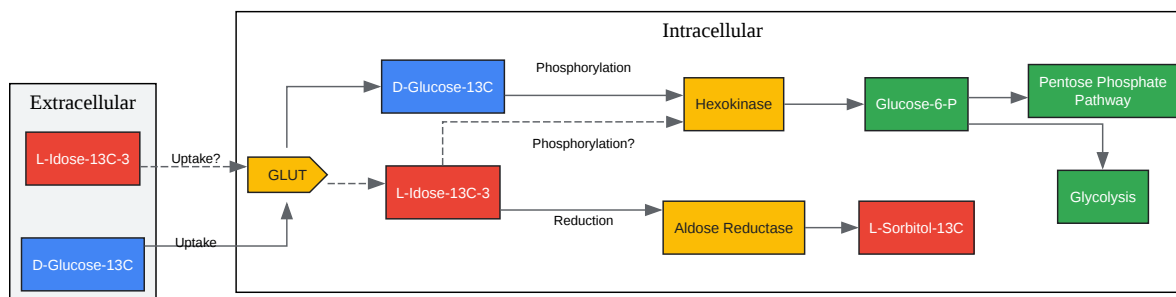 Intracellular
Extracellular
L-Idose-13C-3
Uptake?
D-Glucose-13C
Uptake
GLUT
D-Glucose-13C
Phosphorylation
L-Idose-13C-3
Phosphorylation?
Reduction
Hexokinase
Aldose Reductase
Glucose-6-P
L-Sorbitol-13C
Pentose Phosphate
Pathway
Glycolysis